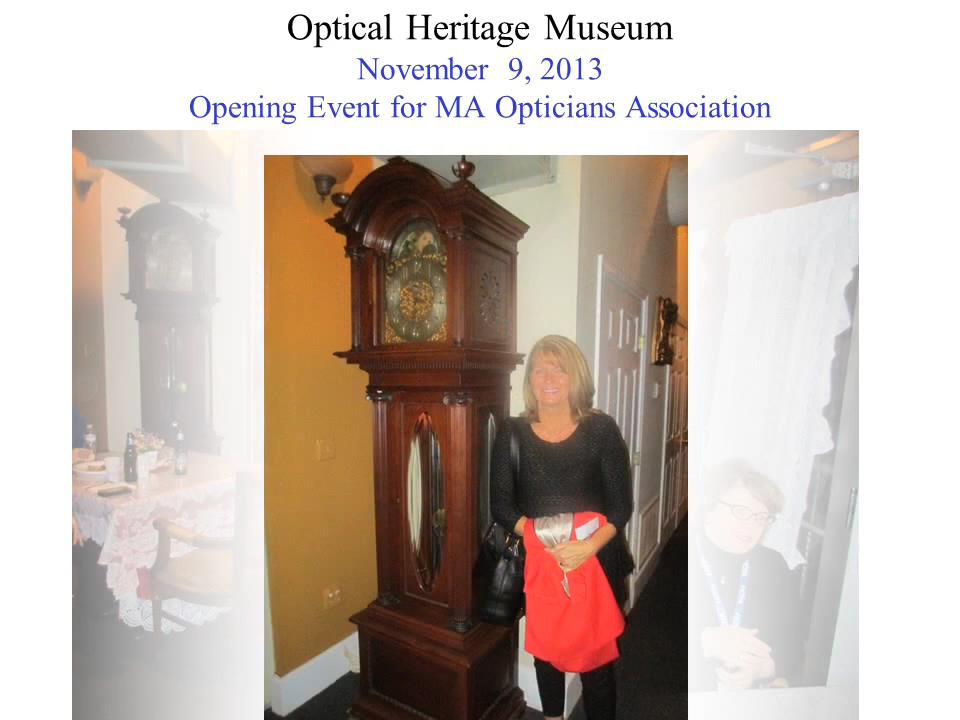 Optical Heritage Museum
November 9, 2013
Opening Event for MA Opticians Association